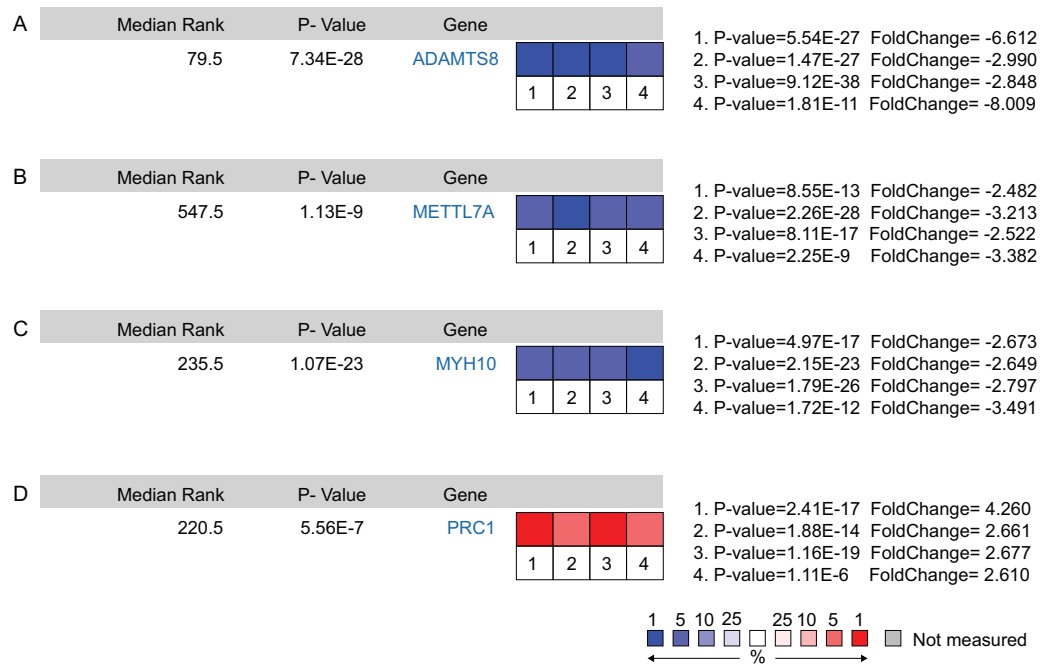 A Median Rank P- Value Gene
79.5 7.34E-28 ADAMTS8
1 2 3 4
1. P-value=5.54E-27 FoldChange= -6.612
2. P-value=1.47E-27 FoldChange= -2.990
3. P-value=9.12E-38 FoldChange= -2.848
4. P-value=1.81E-11 FoldChange= -8.009
B Median Rank P- Value Gene
547.5 1.13E-9 METTL7A
1 2 3 4
1. P-value=8.55E-13 FoldChange= -2.482
2. P-value=2.26E-28 FoldChange= -3.213
3. P-value=8.11E-17 FoldChange= -2.522
4. P-value=2.25E-9 FoldChange= -3.382
C Median Rank P- Value Gene
235.5 1.07E-23 MYH10
1 2 3 4
1. P-value=4.97E-17 FoldChange= -2.673
2. P-value=2.15E-23 FoldChange= -2.649
3. P-value=1.79E-26 FoldChange= -2.797
4. P-value=1.72E-12 FoldChange= -3.491
D Median Rank P- Value Gene
220.5 5.56E-7 PRC1
1 2 3 4
1. P-value=2.41E-17 FoldChange= 4.260
2. P-value=1.88E-14 FoldChange= 2.661
3. P-value=1.16E-19 FoldChange= 2.677
4. P-value=1.11E-6 FoldChange= 2.610
1 5 10 25 25 10 5 1
Not measured
%